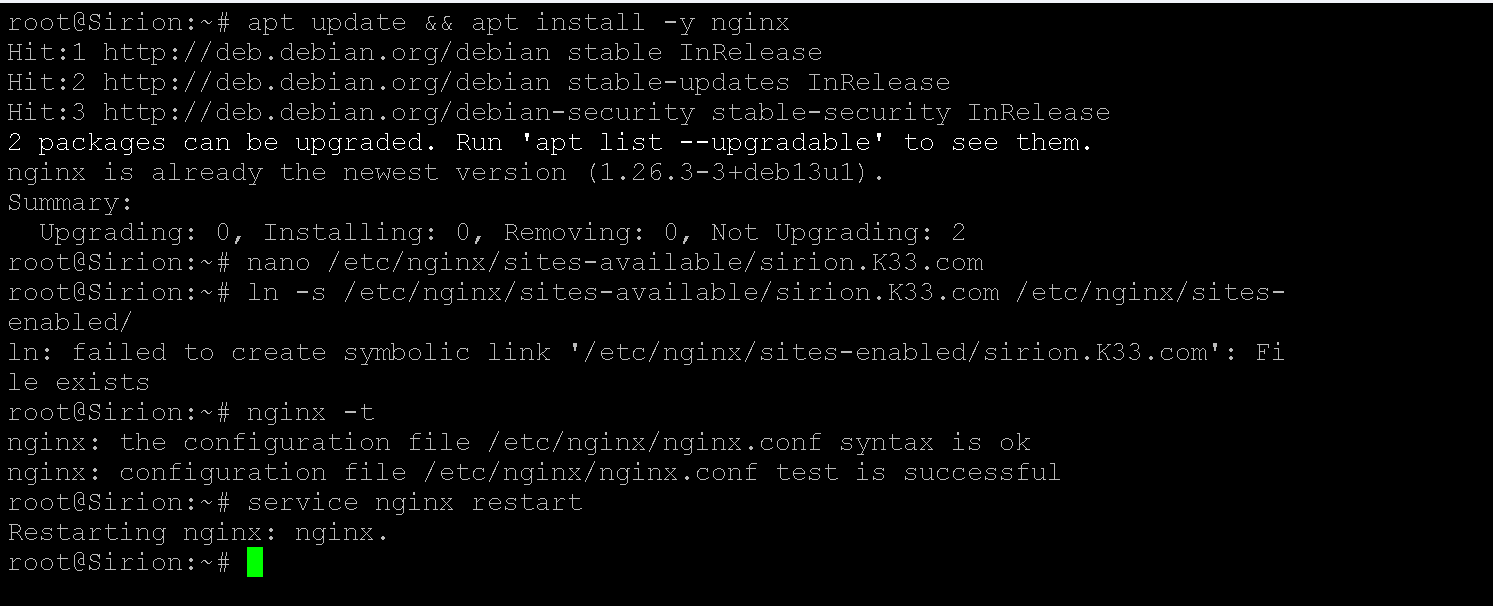 root@Sirion:~# apt update && apt install -y nginx
Hit:1 http://deb.debian.org/debian stable InRelease
Hit:2 http://deb.debian.org/debian stable-updates InRelease
Hit:3 http://deb.debian.org/debian-security stable-security InRelease
2 packages can be upgraded. Run 'apt list --upgradable' to see them.
nginx is already the newest version (1.26.3-3+deb13u1).
Summary:
  Upgrading: 0, Installing: 0, Removing: 0, Not Upgrading: 2
root@Sirion:~# nano /etc/nginx/sites-available/sirion.K33.com
root@Sirion:~# ln -s /etc/nginx/sites-available/sirion.K33.com /etc/nginx/sites-
enabled/
ln: failed to create symbolic link '/etc/nginx/sites-enabled/sirion.K33.com': Fi
le exists
root@Sirion:~# nginx -t
nginx: the configuration file /etc/nginx/nginx.conf syntax is ok
nginx: configuration file /etc/nginx/nginx.conf test is successful
root@Sirion:~# service nginx restart
Restarting nginx: nginx.
root@Sirion:~#